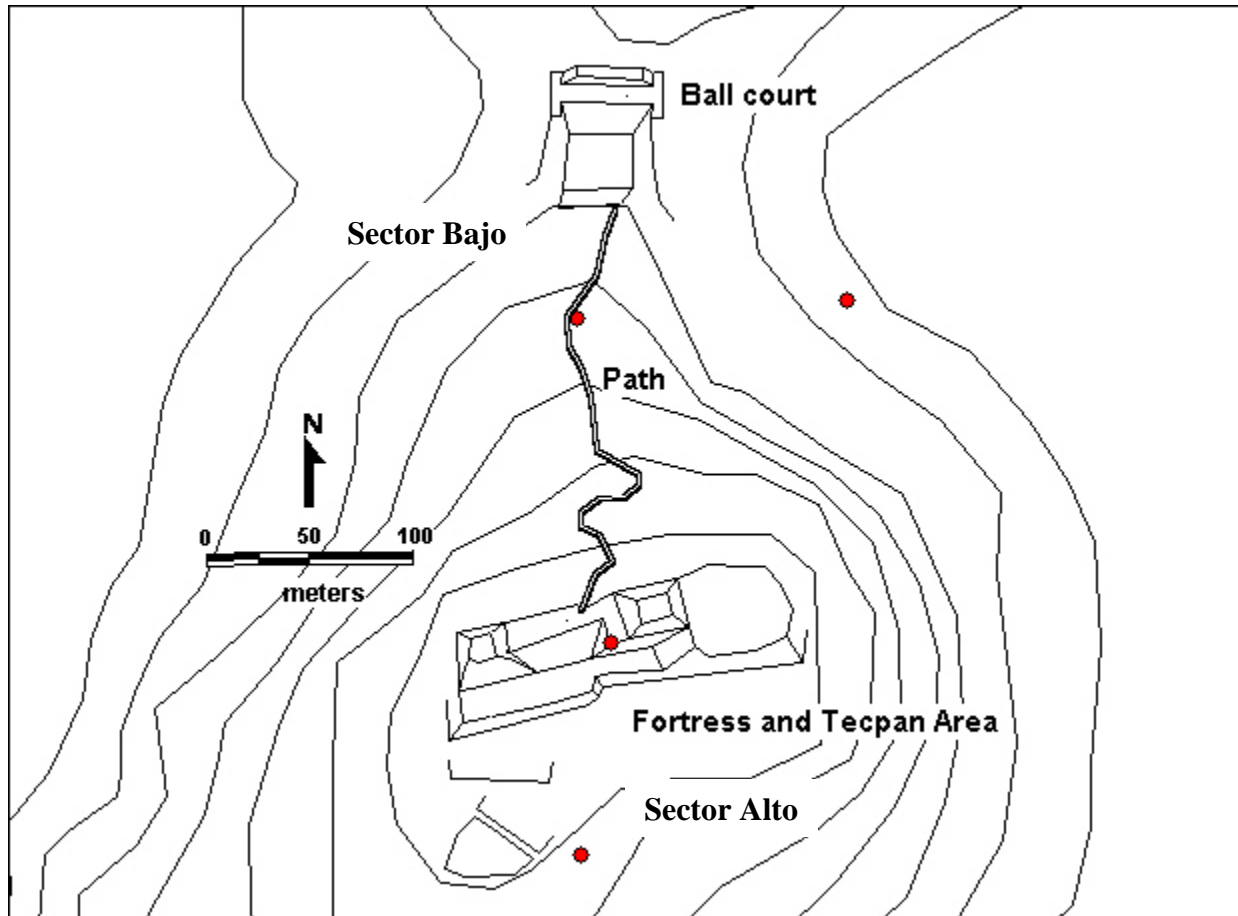 Ball court
Sector Bajo
Path
N
0 50 100
meters
Fortress and Tecpan Area
Sector Alto